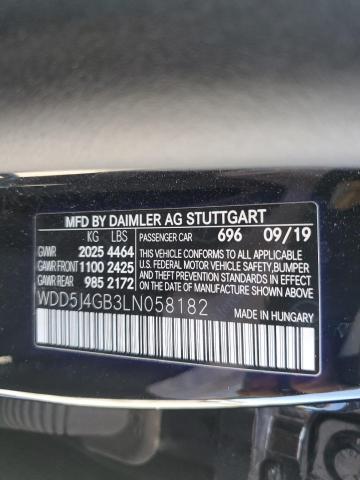 MFD BY DAIMLER AG STUTTGART
KG LBS
PASSENGER CAR 696 09/19
GVWR 2025 4464
GAWR FRONT 1100 2425
GAWR REAR 985 2172
THIS VEHICLE CONFORMS TO ALL APPLICABLE
U.S. FEDERAL MOTOR VEHICLE SAFETY, BUMPER
AND THEFT PREVENTION STANDARDS IN EFFECT
ON THE DATE OF MANUFACTURE SHOWN ABOVE.
WDD5J4GB3LN058182
MADE IN HUNGARY